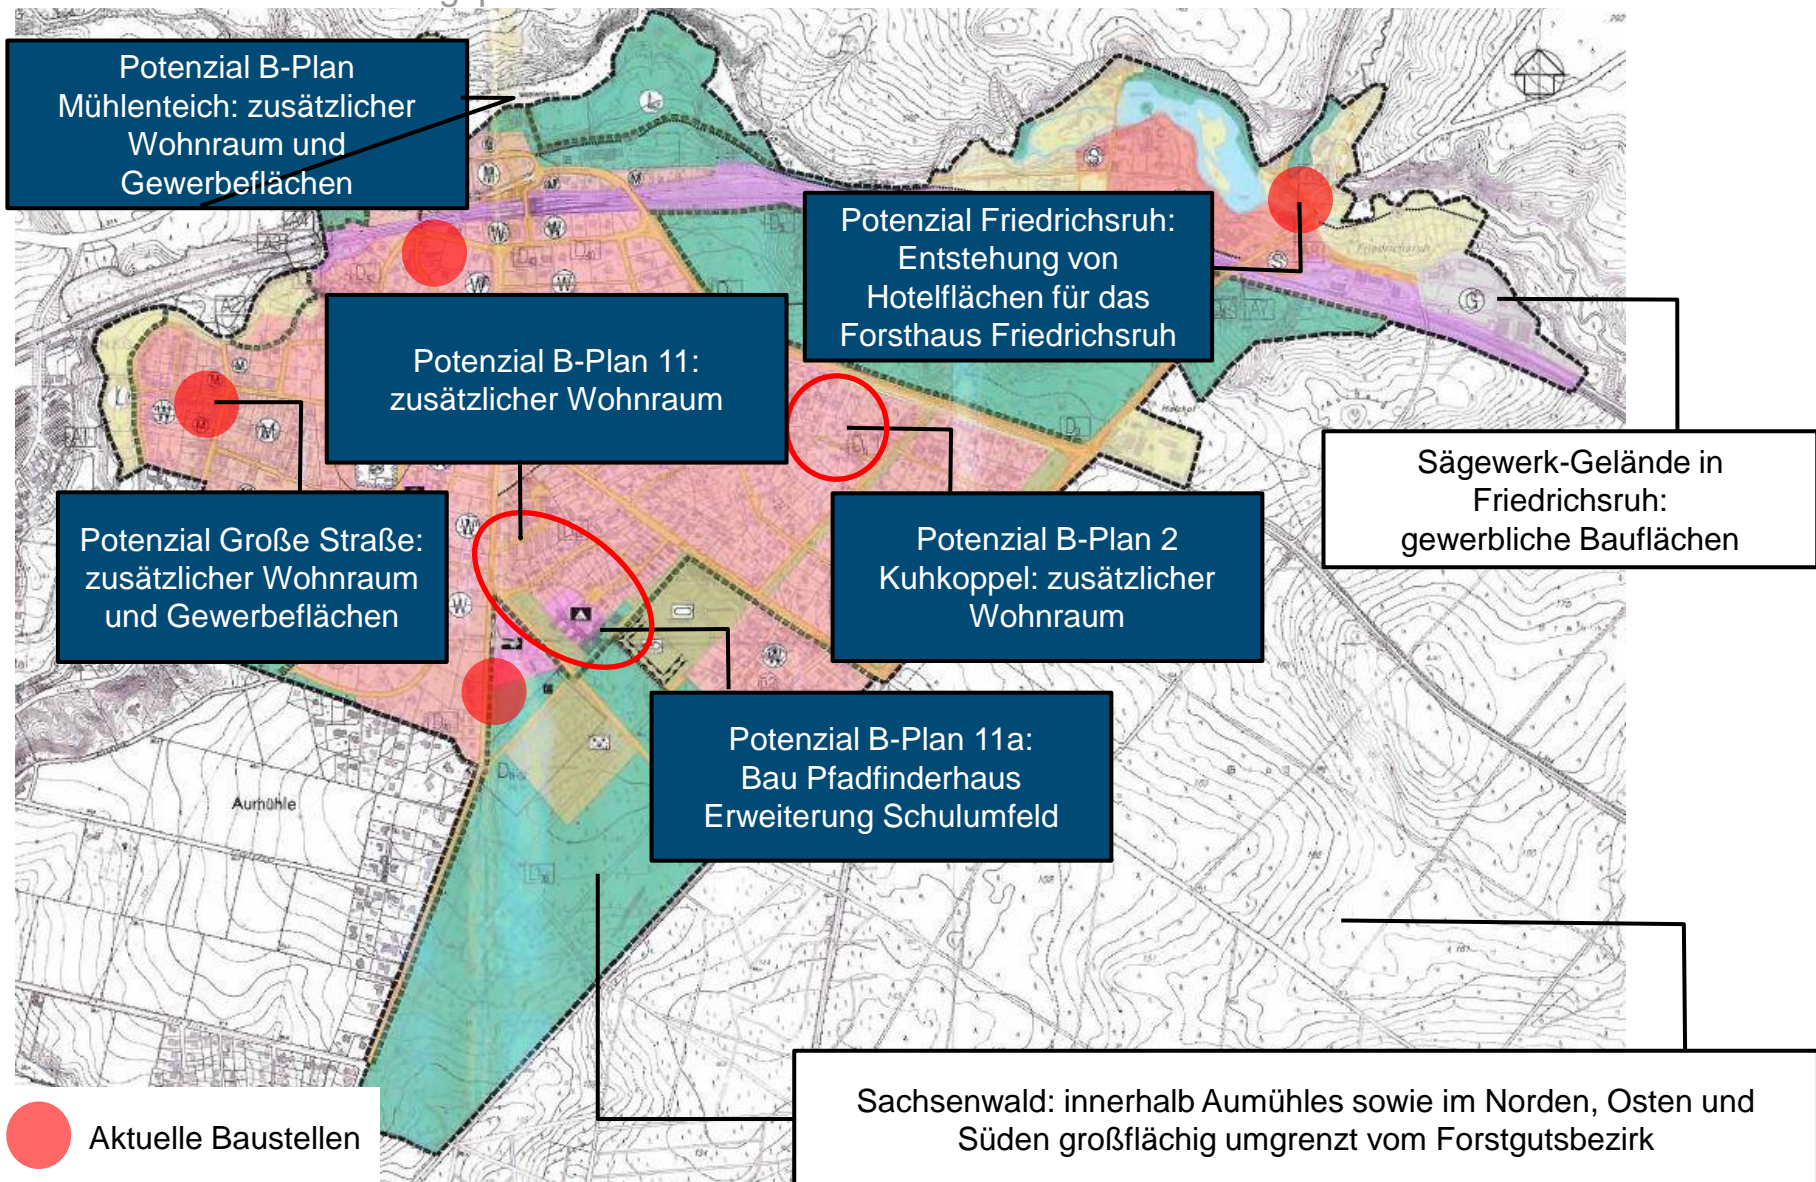 Potenzial B-Plan
Mühlenteich: zusätzlicher
Wohnraum und
Gewerbeflächen
Potenzial Friedrichsruh:
Entstehung von
Hotelflächen für das
Forsthaus Friedrichsruh
Friedrichsruh
Potenzial B-Plan 11:
zusätzlicher Wohnraum
Sägewerk-Gelände in
Friedrichsruh:
gewerbliche Bauflächen
Potenzial Große Straße:
zusätzlicher Wohnraum
und Gewerbeflächen
Potenzial B-Plan 2
Kuhkoppel: zusätzlicher
Wohnraum
Potenzial B-Plan 11a:
Bau Pfadfinderhaus
Erweiterung Schulumfeld
Aumühle
Sachsenwald: innerhalb Aumühles sowie im Norden, Osten und
Süden großflächig umgrenzt vom Forstgutsbezirk
Aktuelle Baustellen